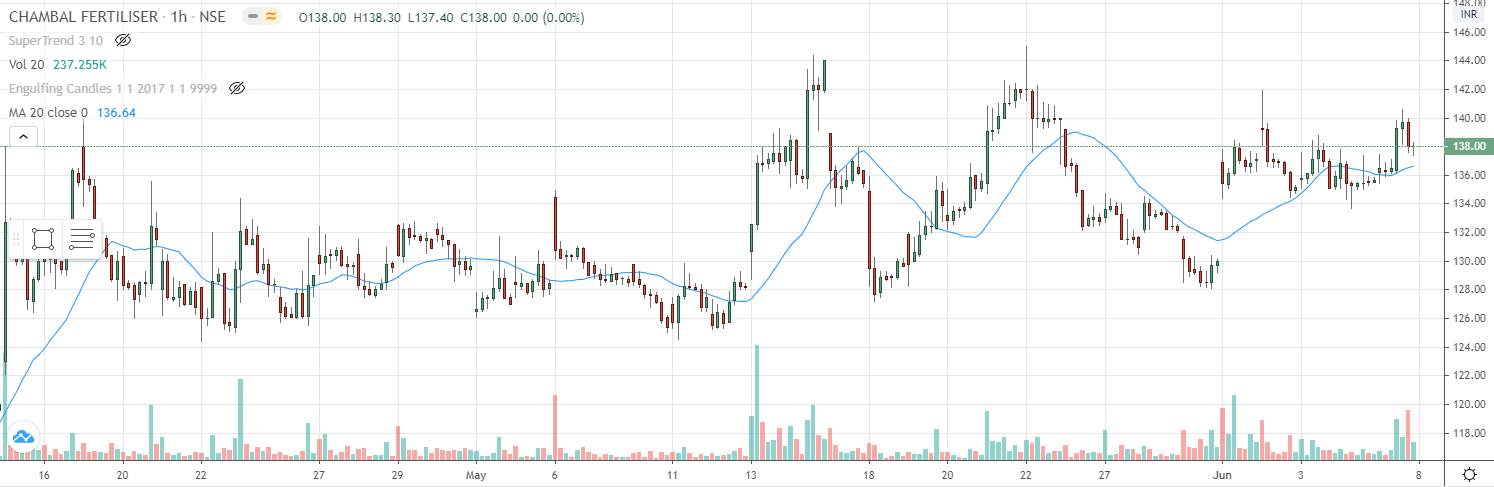 CHAMBAL FERTILISER · 1h · NSE O138.00 H138.30 L137.40 C138.00 0.00 (0.00%)
SuperTrend 3 10
Vol 20 237.255K
Engulfing Candles 1 1 2017 1 1 9999
MA 20 close 0 136.64
148.00
INR
146.00
144.00
142.00
140.00
138.00
136.00
134.00
132.00
130.00
128.00
126.00
124.00
122.00
120.00
118.00
16 20 22 27 29 May 6 11 13 18 20 22 27 Jun 3 8